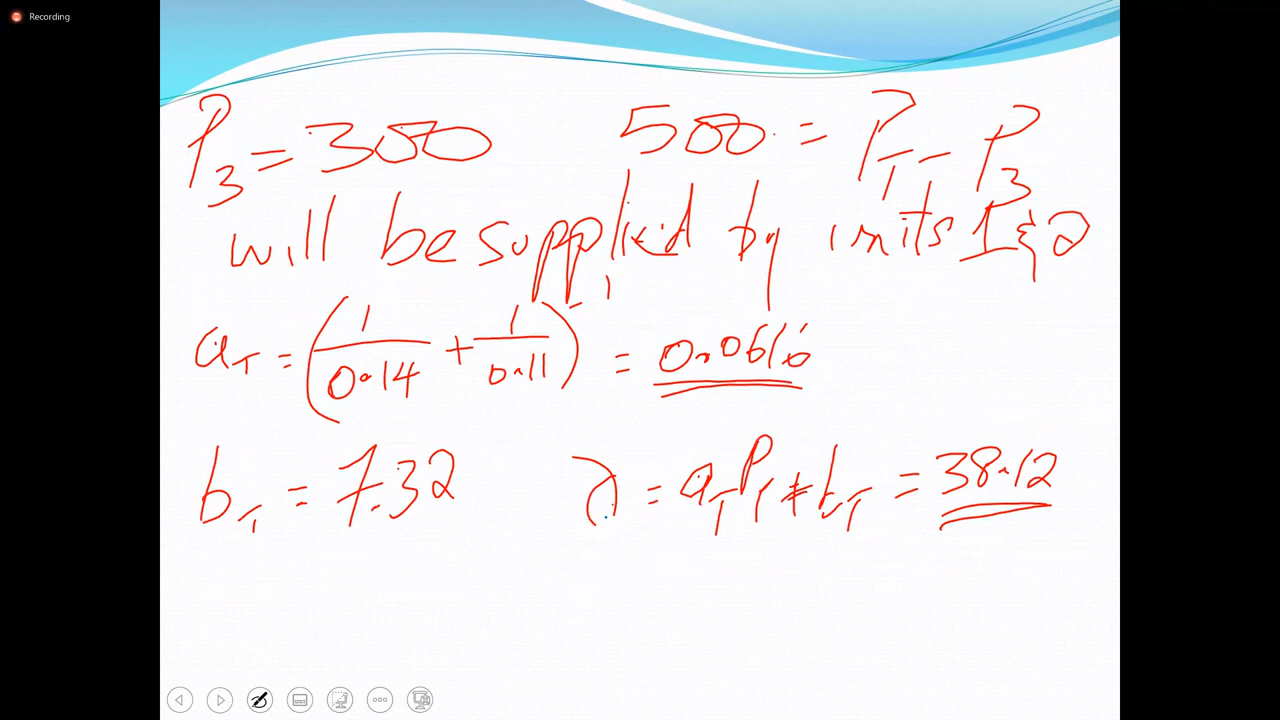 Recording
P3 = 300 500 = PT - P3
will be supplied by units 1 & 2
aT = (1/0.14 + 1/0.11)^-1 = 0.0616
bT = 7.32 λ = aT PT + bT = 38.12